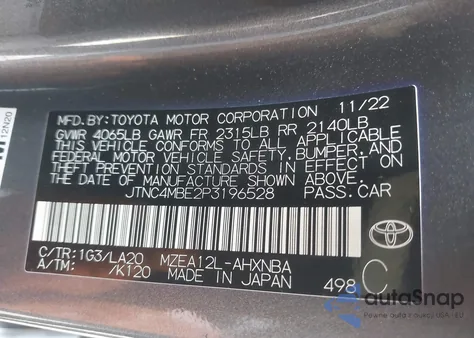 MFD. BY: TOYOTA MOTOR CORPORATION 11/22
GVWR 4065LB GAWR FR 2315LB RR 2140LB
THIS VEHICLE CONFORMS TO ALL APPLICABLE
FEDERAL MOTOR VEHICLE SAFETY, BUMPER, AND
THEFT PREVENTION STANDARDS IN EFFECT ON
THE DATE OF MANUFACTURE SHOWN ABOVE.
JTNC4MBE2P3196528 PASS. CAR
C/TR: 1G3/LA20 MZEA12L-AHXNBA
A/TM: /K120 MADE IN JAPAN 498 C
TOYOTA
M
12N20
autoSnap